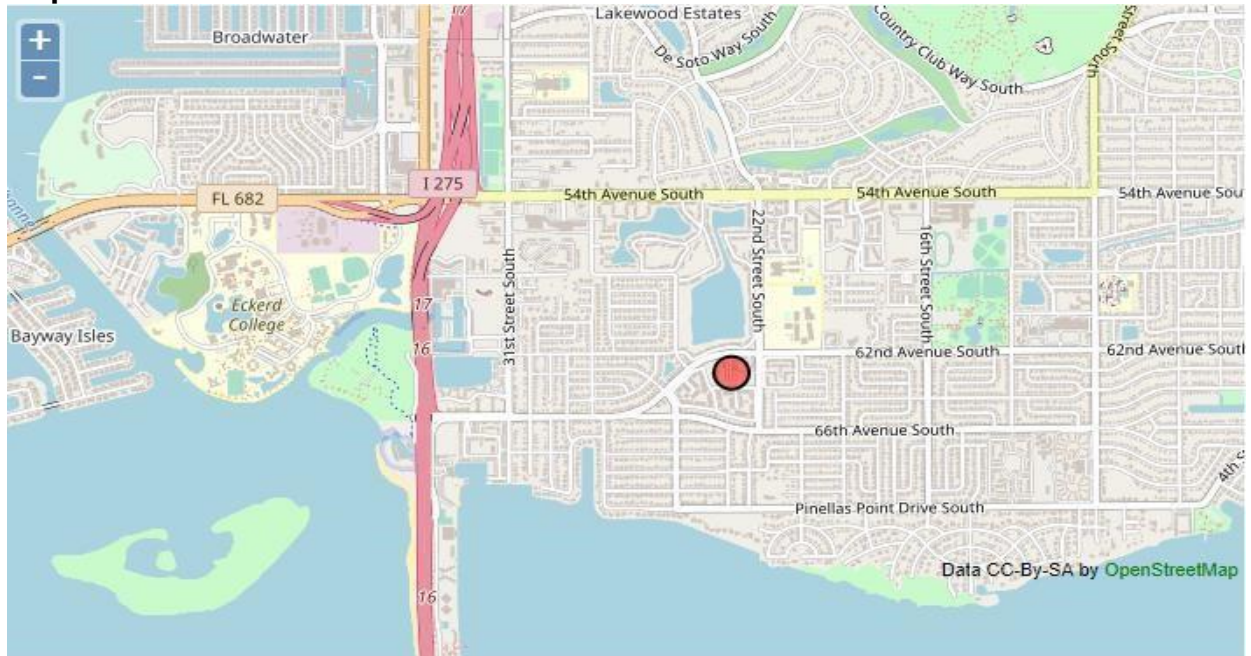 17
Lakewood Estates
+
Broadwater
De Soto Way South
Country Club Way South
Street South
-
I 275
FL 682
54th Avenue South
54th Avenue South
54th Avenue Sou
22nd Street South
16th Street South
31st Street South
17
Eckerd
College
Bayway Isles
16
62nd Avenue South
62nd Avenue South
66th Avenue South
4th S
Pinellas Point Drive South
Data CC-By-SA by OpenStreetMap
16